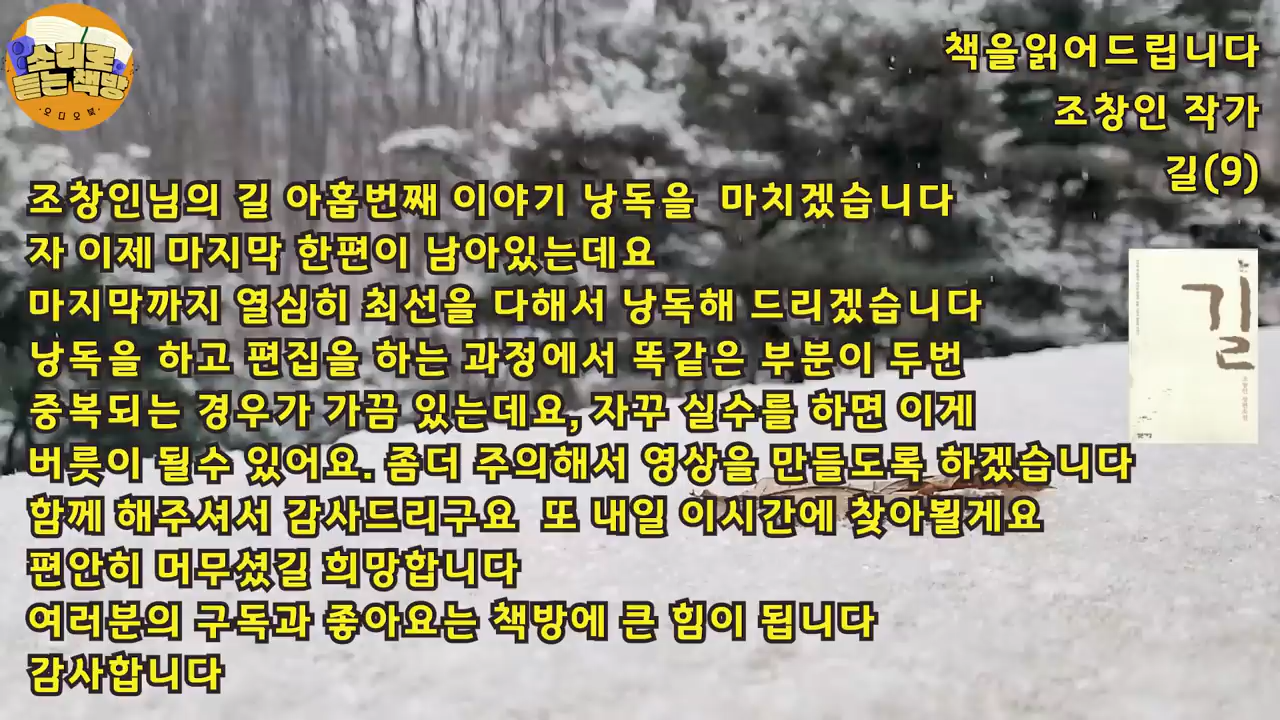 소리로
듣는 책방
·오디오북·
책을읽어드립니다
조창인 작가
길(9)
조창인님의 길 아홉번째 이야기 낭독을 마치겠습니다
자 이제 마지막 한편이 남아있는데요
마지막까지 열심히 최선을 다해서 낭독해 드리겠습니다
낭독을 하고 편집을 하는 과정에서 똑같은 부분이 두번
중복되는 경우가 가끔 있는데요, 자꾸 실수를 하면 이게
버릇이 될수 있어요. 좀더 주의해서 영상을 만들도록 하겠습니다
함께 해주셔서 감사드리구요 또 내일 이시간에 찾아뵐게요
편안히 머무셨길 희망합니다
여러분의 구독과 좋아요는 책방에 큰 힘이 됩니다
감사합니다
길